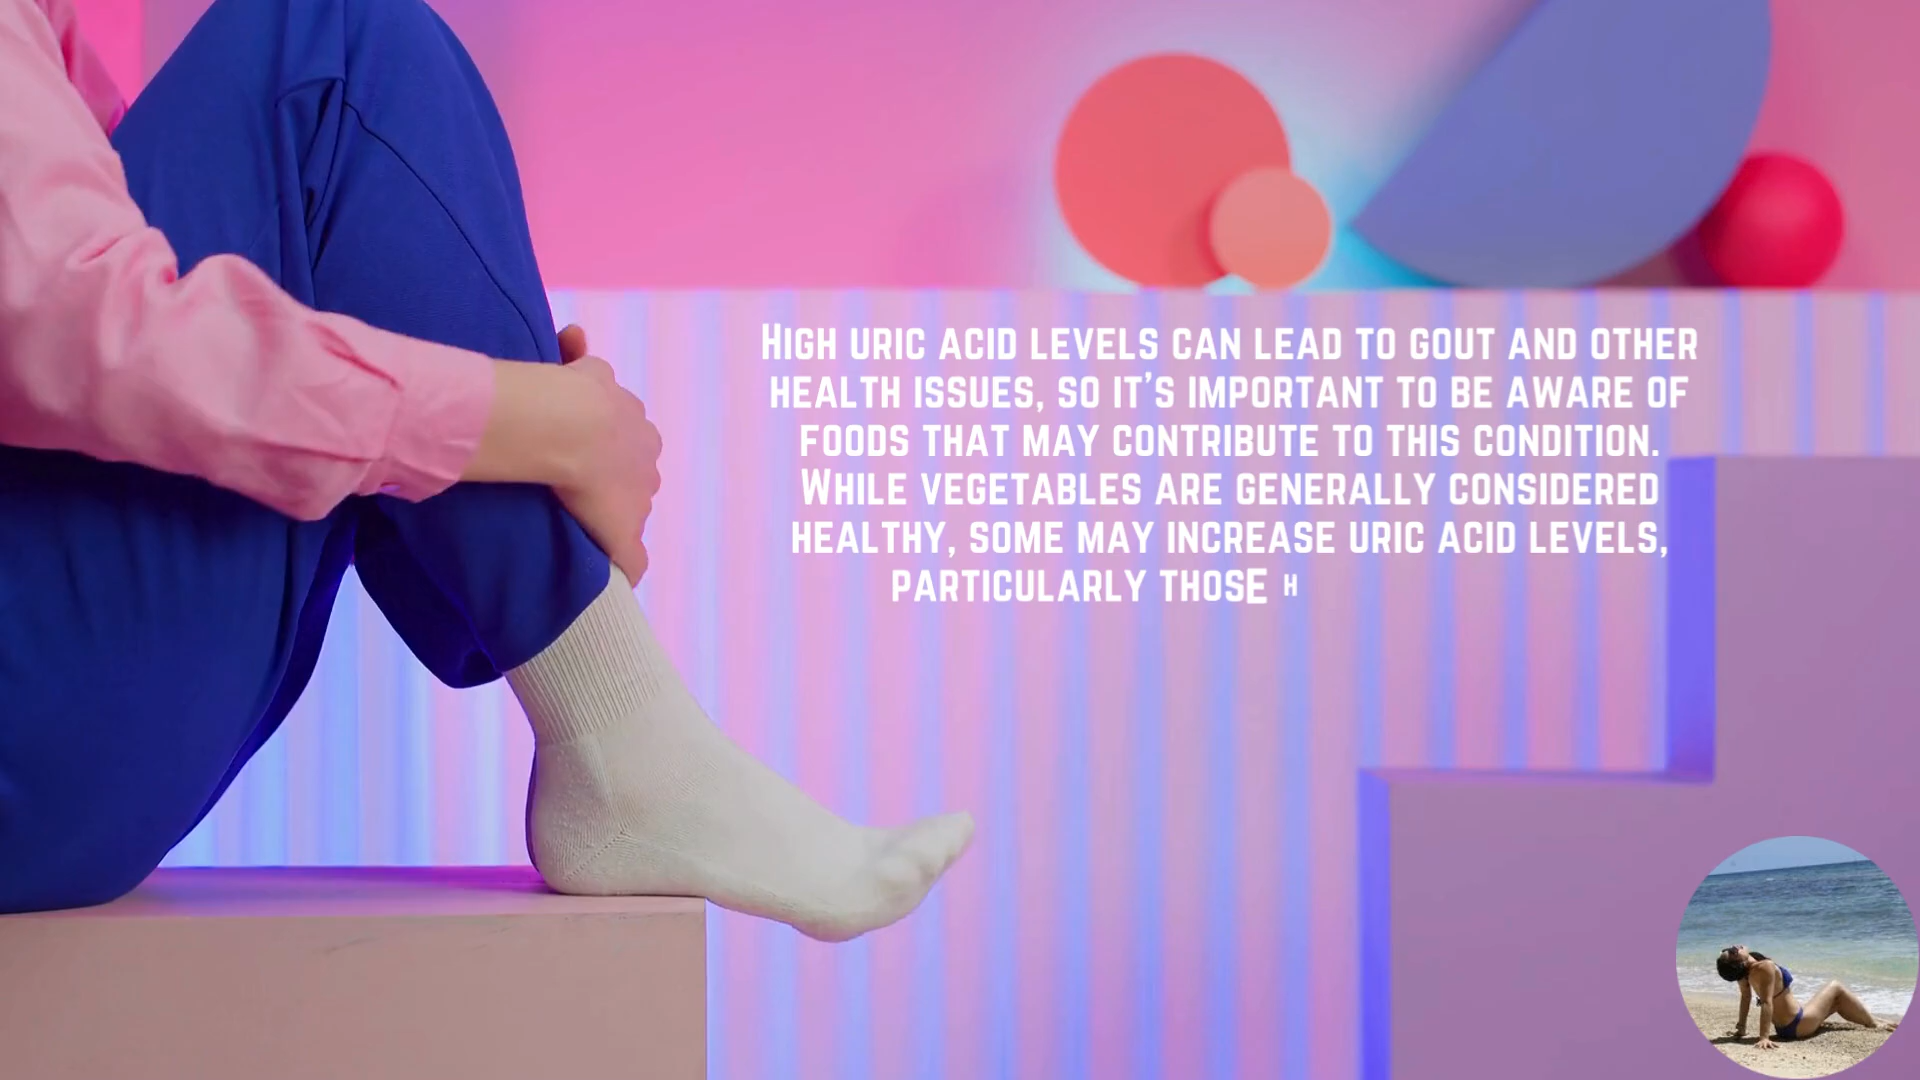 High uric acid levels can lead to gout and other
health issues, so it's important to be aware of
foods that may contribute to this condition.
While vegetables are generally considered
healthy, some may increase uric acid levels,
particularly those h